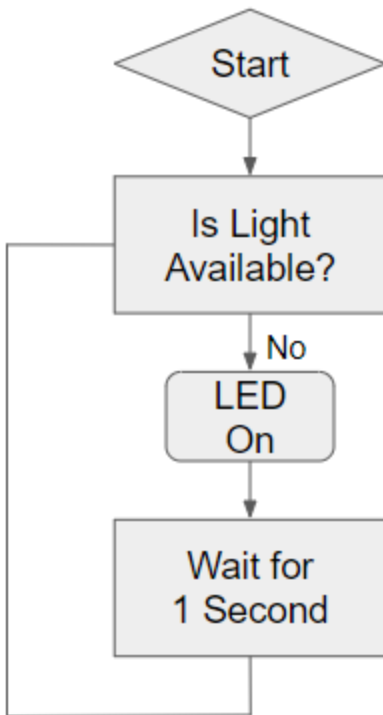 Start
Is Light
Available?
No
LED
On
Wait for
1 Second